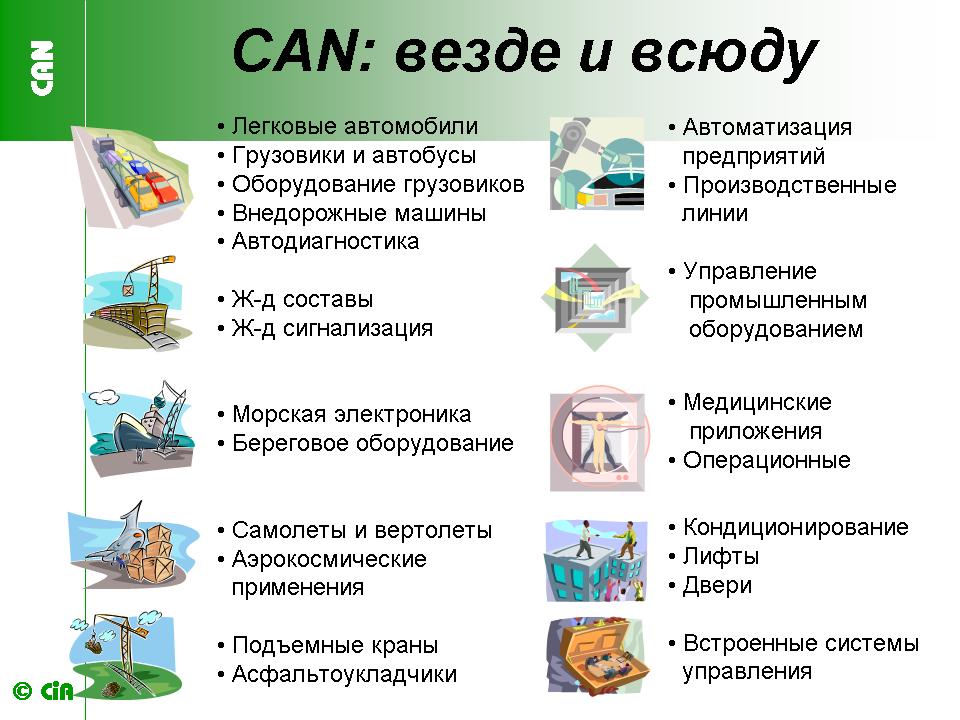 CAN
CAN: везде и всюду
• Легковые автомобили
• Грузовики и автобусы
• Оборудование грузовиков
• Внедорожные машины
• Автодиагностика
• Ж-д составы
• Ж-д сигнализация
• Морская электроника
• Береговое оборудование
• Самолеты и вертолеты
• Аэрокосмические
применения
• Подъемные краны
• Асфальтоукладчики
• Автоматизация
предприятий
• Производственные
линии
• Управление
промышленным
оборудованием
• Медицинские
приложения
• Операционные
• Кондиционирование
• Лифты
• Двери
• Встроенные системы
управления
© CiA